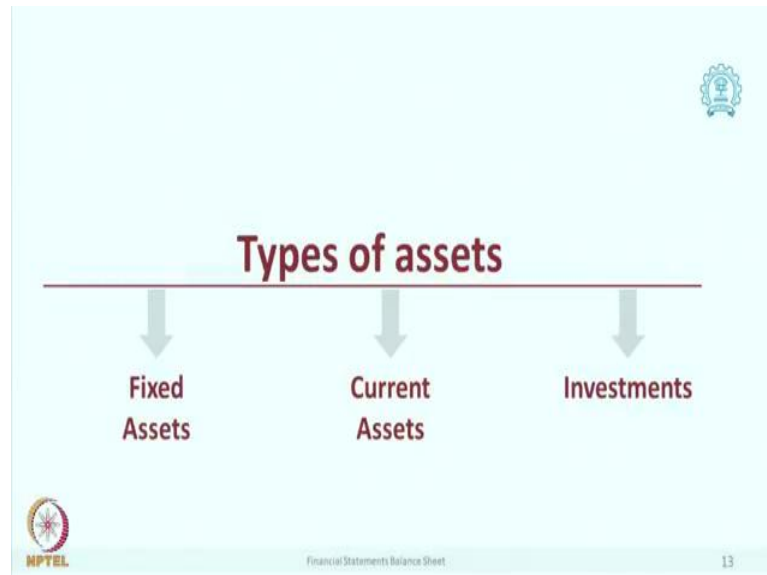 Types of assets
Fixed
Assets
Current
Assets
Investments
NPTEL
Financial Statements Balance Sheet
13